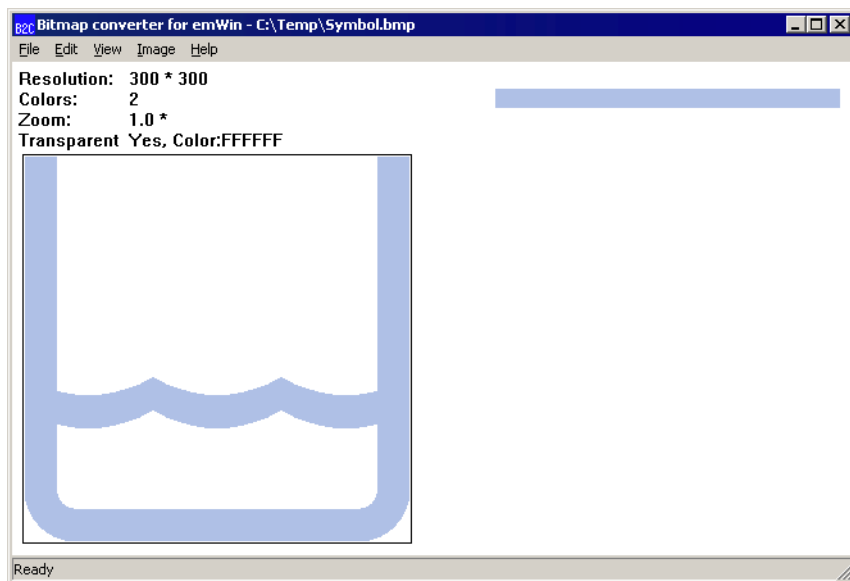 B2C Bitmap converter for emWin - C:\Temp\Symbol.bmp
File Edit View Image Help
Resolution: 300 * 300
Colors: 2
Zoom: 1.0 *
Transparent Yes, Color:FFFFFF
Ready